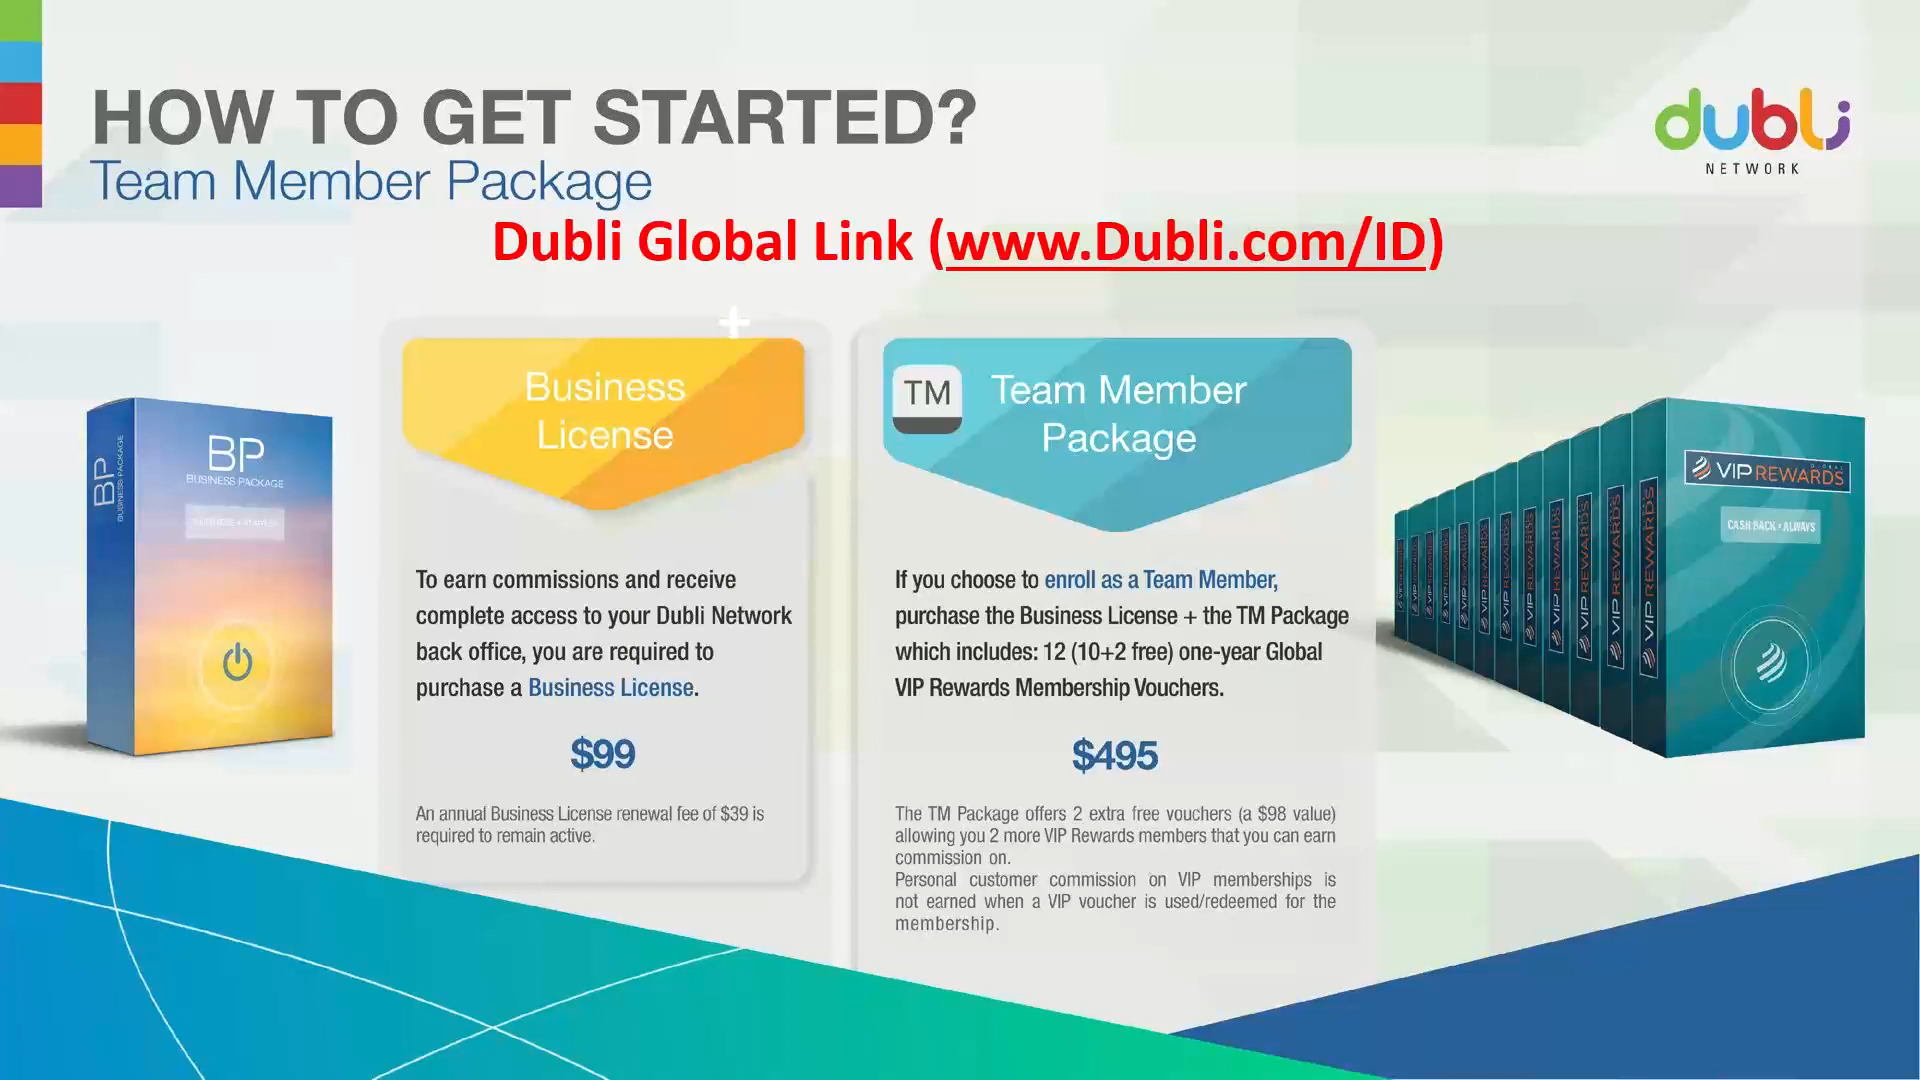 HOW TO GET STARTED?
Team Member Package
dubli
NETWORK
Dubli Global Link (www.Dubli.com/ID)
Business
License
To earn commissions and receive
complete access to your Dubli Network
back office, you are required to
purchase a Business License.
$99
An annual Business License renewal fee of $39 is
required to remain active.
TM
Team Member
Package
If you choose to enroll as a Team Member,
purchase the Business License + the TM Package
which includes: 12 (10+2 free) one-year Global
VIP Rewards Membership Vouchers.
$495
The TM Package offers 2 extra free vouchers (a $98 value)
allowing you 2 more VIP Rewards members that you can earn
commission on.
Personal customer commission on VIP memberships is
not earned when a VIP voucher is used/redeemed for the
membership.
BP
BUSINESS PACKAGE
BP
BUSINESS PACKAGE
GLOBAL
VIP REWARDS
CASH BACK • ALWAYS
VIP REWARDS
VIP REWARDS
VIP REWARDS
VIP REWARDS
VIP REWARDS